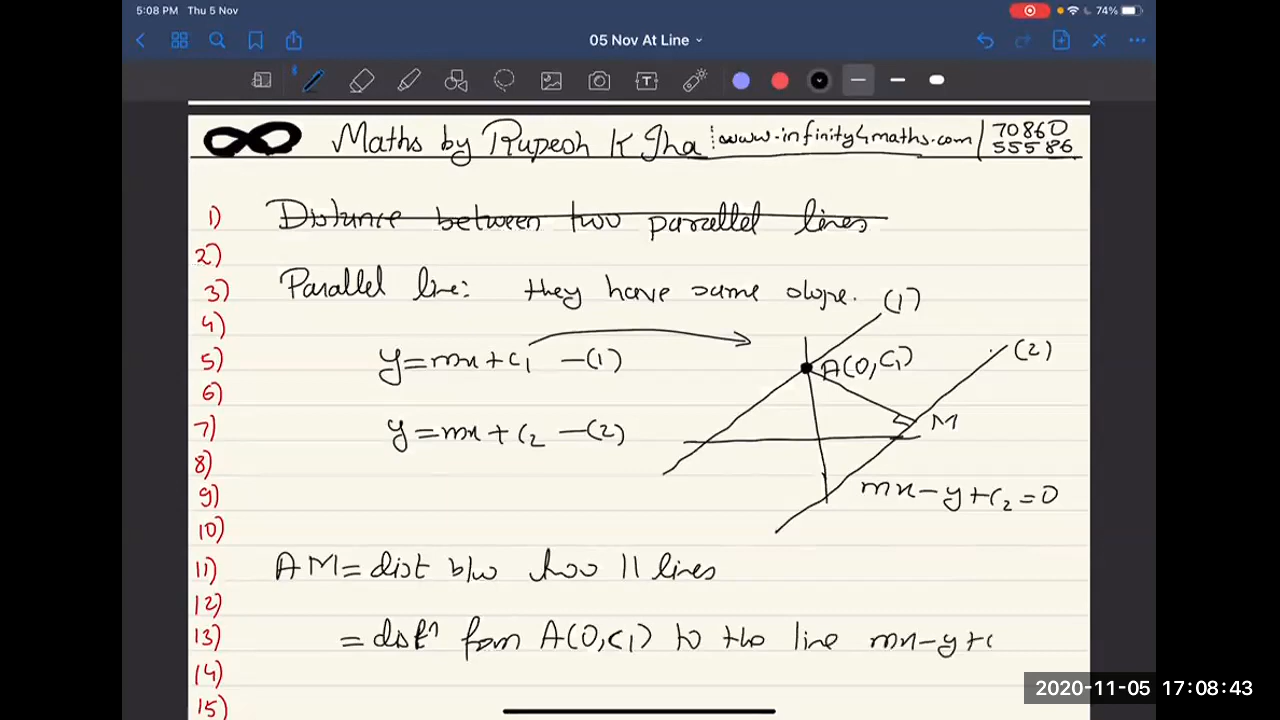 5:08 PM Thu 5 Nov 74%
05 Nov At Line
Maths by Rupesh K Jha www.infinity4maths.com / 70860 55586
1) Distance between two parallel lines
2)
3) Parallel line: they have same slope. (1)
4)
5) y=mx+c₁ —(1) A(0,C₁) (2)
6)
7) y=mx+c₂ —(2) M
8)
9) mx-y+c₂=0
10)
11) AM= dist b/w two 11 lines
12)
13) = distⁿ from A(0,C₁) to the line mx-y+c
14)
15)
2020-11-05 17:08:43